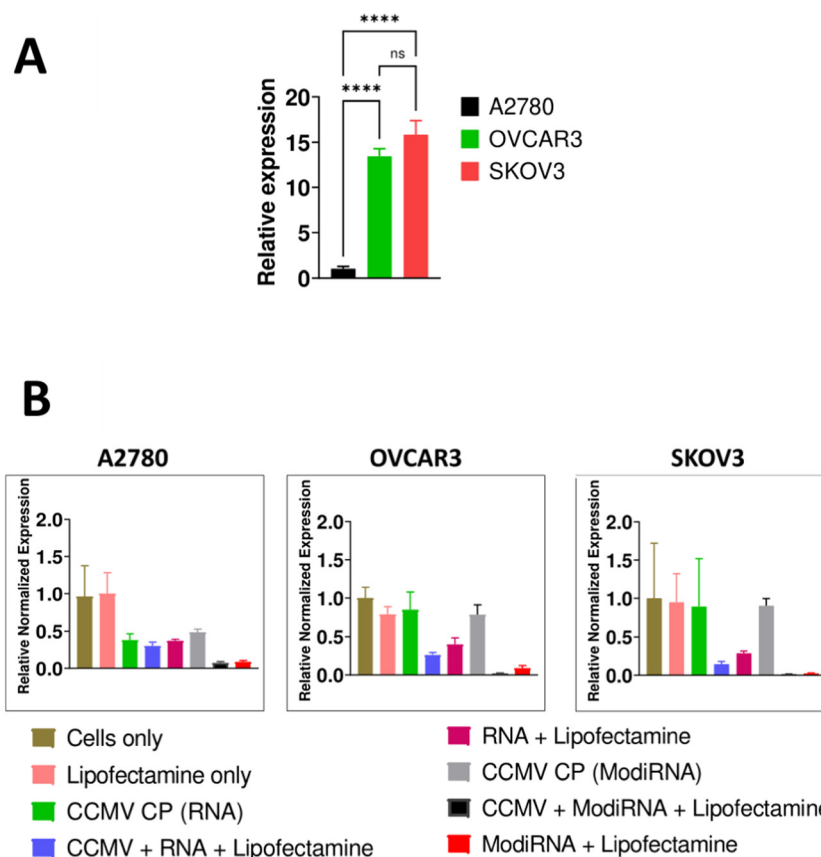 A
****
ns
****
Relative expression
20
15
10
5
0
A2780
OVCAR3
SKOV3
B
A2780
Relative Normalized Expression
2.0
1.5
1.0
0.5
0.0
OVCAR3
Relative Normalized Expression
2.0
1.5
1.0
0.5
0.0
SKOV3
Relative Normalized Expression
2.0
1.5
1.0
0.5
0.0
Cells only
Lipofectamine only
CCMV CP (RNA)
CCMV + RNA + Lipofectamine
RNA + Lipofectamine
CCMV CP (ModiRNA)
CCMV + ModiRNA + Lipofectamine
ModiRNA + Lipofectamine